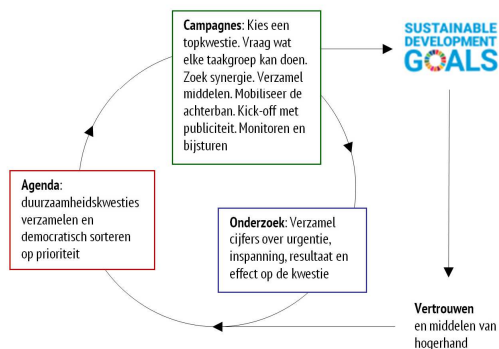 Campagnes: Kies een
topkwestie. Vraag wat
elke taakgroep kan doen.
Zoek synergie. Verzamel
middelen. Mobiliseer de
achterban. Kick-off met
publiciteit. Monitoren en
bijsturen
SUSTAINABLE
DEVELOPMENT
GOALS
Agenda:
duurzaamheidskwesties
verzamelen en
democratisch sorteren
op prioriteit
Onderzoek: Verzamel
cijfers over urgentie,
inspanning, resultaat en
effect op de kwestie
Vertrouwen
en middelen van
hogerhand